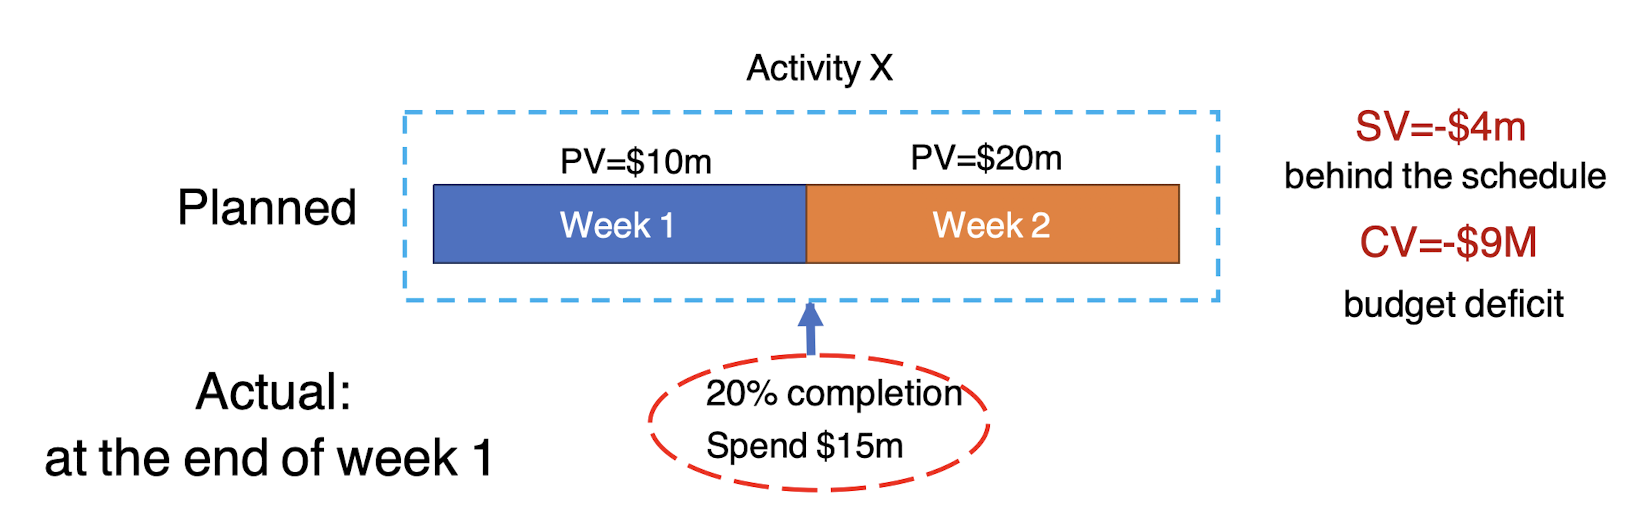 Activity X
PV=$10m
PV=$20m
Planned
Week 1
Week 2
SV=-$4m
behind the schedule
CV=-$9M
budget deficit
Actual:
at the end of week 1
20% completion
Spend $15m